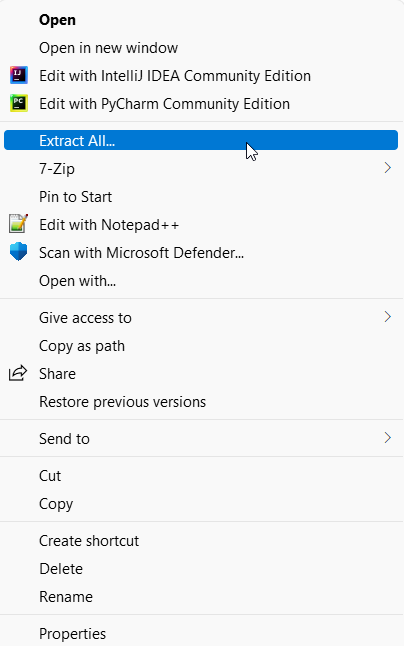 Open
Open in new window
IJ
Edit with IntelliJ IDEA Community Edition
PC
Edit with PyCharm Community Edition
Extract All...
7-Zip
Pin to Start
Edit with Notepad++
Scan with Microsoft Defender...
Open with...
Give access to
Copy as path
Share
Restore previous versions
Send to
Cut
Copy
Create shortcut
Delete
Rename
Properties